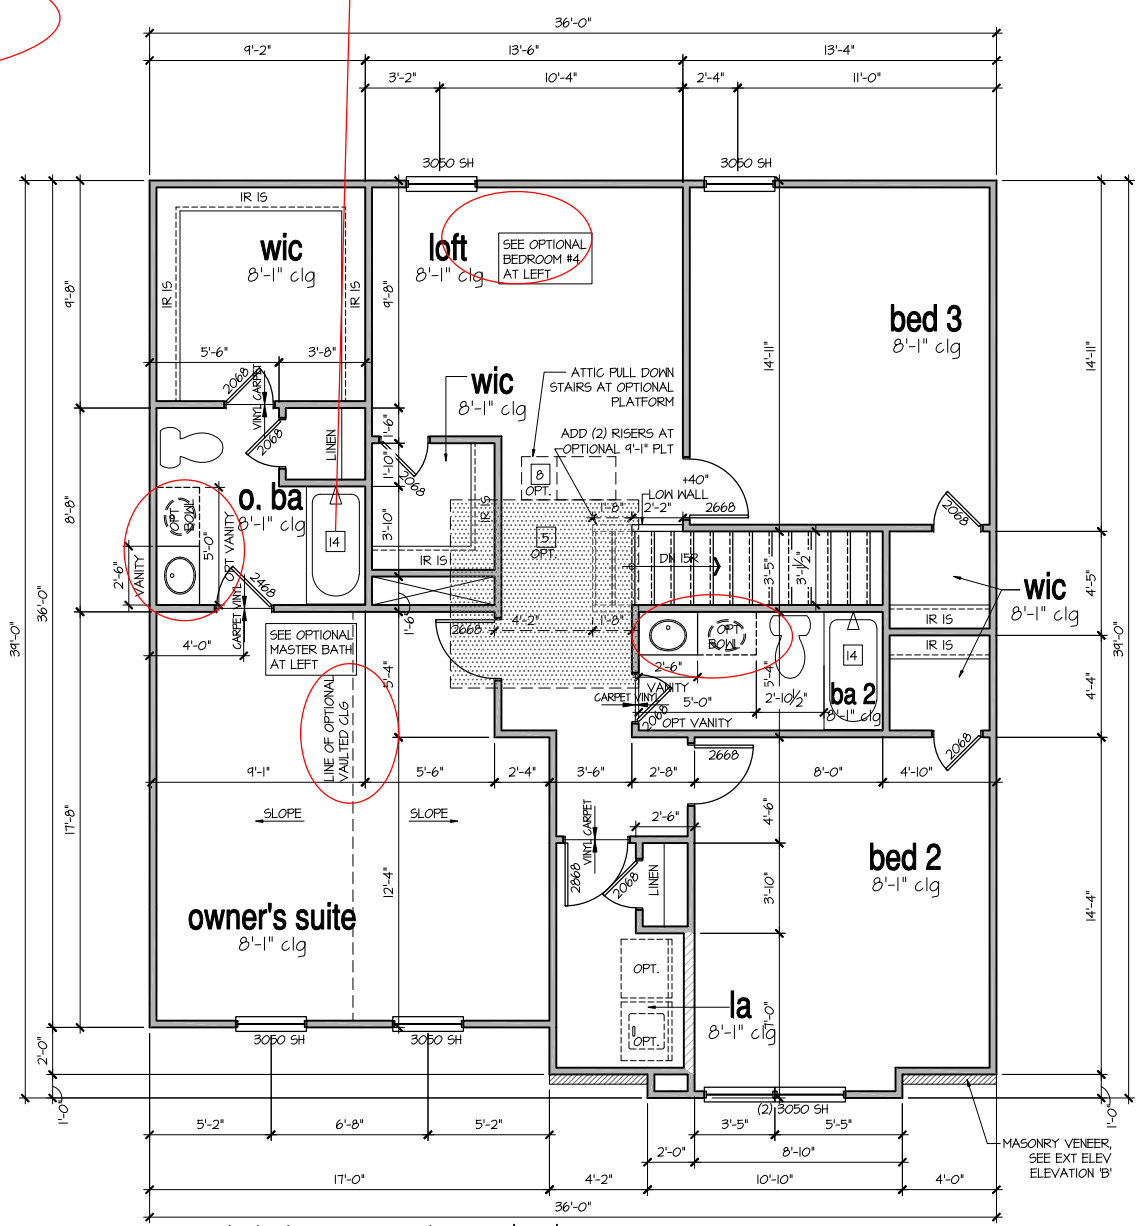 36'-0"
9'-2" 13'-6" 13'-4"
3'-2" 10'-4" 2'-4" 11'-0"
3050 SH 3050 SH
IR IS
wic
8'-1" clg
IR IS
IR IS
loft
8'-1" clg
SEE OPTIONAL
BEDROOM #4
AT LEFT
9'-8"
9'-8"
bed 3
8'-1" clg
14'-11"
14'-11"
5'-6" 3'-8"
2068
VINYL CARPET
wic
8'-1" clg
ATTIC PULL DOWN
STAIRS AT OPTIONAL
PLATFORM
ADD (2) RISERS AT
OPTIONAL 9'-1" PLT
2068
LINEN
1'-6"
1'-10"
2068
8
OPT.
+40"
LOW WALL
1'-8" 2'-2"
2668
2068
8'-8"
o. ba
8'-1" clg
OPT
BOWL
5'-0"
OPT VANITY
2'-6"
VANITY
14
3'-10"
IR IS
IR IS
5
OPT.
DN 15R
3'-5"
3'-1/2"
wic
8'-1" clg
4'-5"
IR IS
IR IS
2468
CARPET VINYL
36'-0"
39'-0"
39'-0"
4'-0"
SEE OPTIONAL
MASTER BATH
AT LEFT
1'-6"
2668
4'-2" 1'-8"
OPT
BOWL
2'-6"
VANITY
5'-0"
OPT VANITY
CARPET VINYL
2068
5'-4"
5'-4"
2'-10 1/2"
14
ba 2
8'-1" clg
4'-4"
2068
LINE OF OPTIONAL
VAULTED CLG
2668
9'-1" 5'-6" 2'-4" 3'-6" 2'-8" 8'-0" 4'-10"
SLOPE SLOPE
17'-8"
VINYL CARPET
2'-6"
4'-6"
2868
2068
LINEN
12'-4"
3'-10"
bed 2
8'-1" clg
14'-4"
owner's suite
8'-1" clg
OPT.
la
8'-1" clg
7'-0"
OPT.
3050 SH 3050 SH
2'-0"
1'-0"
(2) 3050 SH
1'-0"
5'-2" 6'-8" 5'-2" 3'-5" 5'-5"
MASONRY VENEER,
SEE EXT ELEV
ELEVATION 'B'
2'-0" 8'-10"
17'-0" 4'-2" 10'-10" 4'-0"
36'-0"